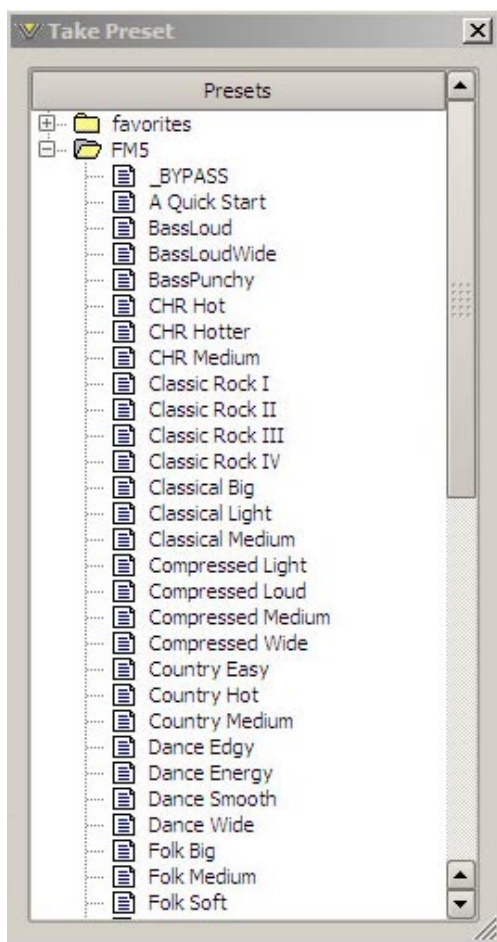 Take Preset
Presets
favorites
FM5
_BYPASS
A Quick Start
BassLoud
BassLoudWide
BassPunchy
CHR Hot
CHR Hotter
CHR Medium
Classic Rock I
Classic Rock II
Classic Rock III
Classic Rock IV
Classical Big
Classical Light
Classical Medium
Compressed Light
Compressed Loud
Compressed Medium
Compressed Wide
Country Easy
Country Hot
Country Medium
Dance Edgy
Dance Energy
Dance Smooth
Dance Wide
Folk Big
Folk Medium
Folk Soft